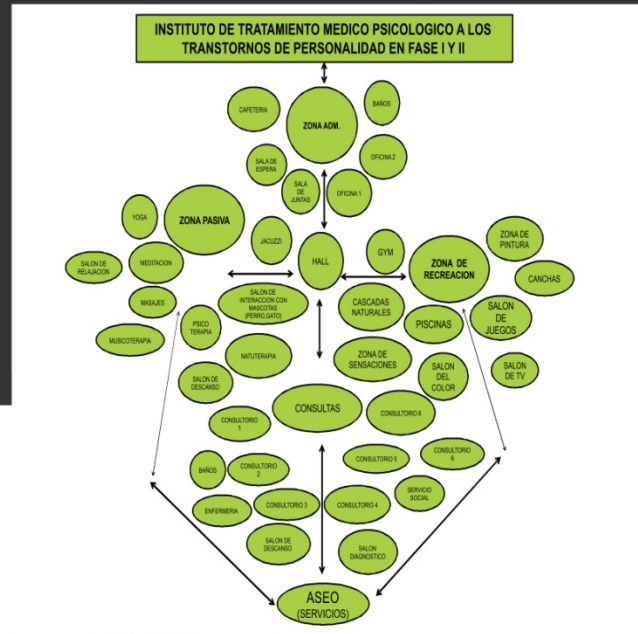 INSTITUTO DE TRATAMIENTO MEDICO PSICOLOGICO A LOS
TRANSTORNOS DE PERSONALIDAD EN FASE I Y II
CAFETERIA
BAÑOS
ZONA ADM.
OFICINA 2
SALA DE
ESPERA
SALA
DE
JUNTAS
OFICINA 1
YOGA
ZONA PASIVA
JACUZZI
HALL
GYM
ZONA DE
RECREACION
ZONA DE
PINTURA
SALON DE
RELAJACION
MEDITACION
CANCHAS
MASAJES
SALON DE
INTERACCION CON
MASCOTAS
(PERRO,GATO)
CASCADAS
NATURALES
PISCINAS
SALON
DE
JUEGOS
MUSICOTERAPIA
PSICO
TERAPIA
NATUTERAPIA
ZONA DE
SENSACIONES
SALON
DEL
COLOR
SALON
DE TV
SALON DE
DESCANSO
CONSULTAS
CONSULTORIO 6
CONSULTORIO
1
BAÑOS
CONSULTORIO
2
CONSULTORIO 5
CONSULTORIO
6
ENFERMERIA
CONSULTORIO 3
CONSULTORIO 4
SERVICIO
SOCIAL
SALON DE
DESCANSO
SALON
DIAGNOSTICO
ASEO
(SERVICIOS)